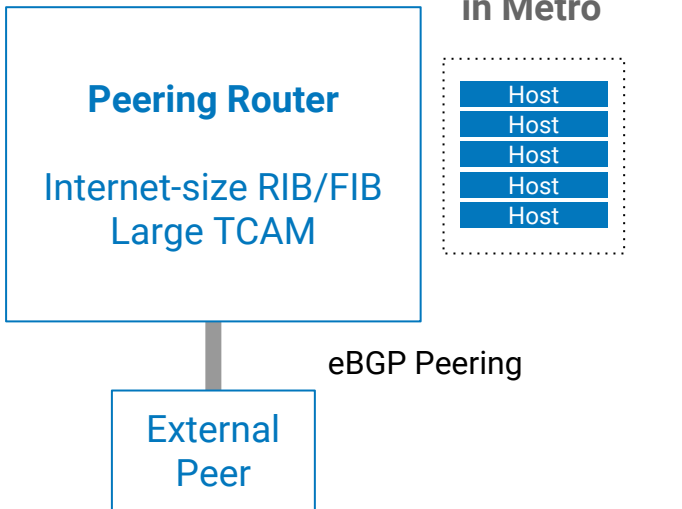 in Metro
Peering Router
Internet-size RIB/FIB
Large TCAM
Host
Host
Host
Host
Host
eBGP Peering
External
Peer